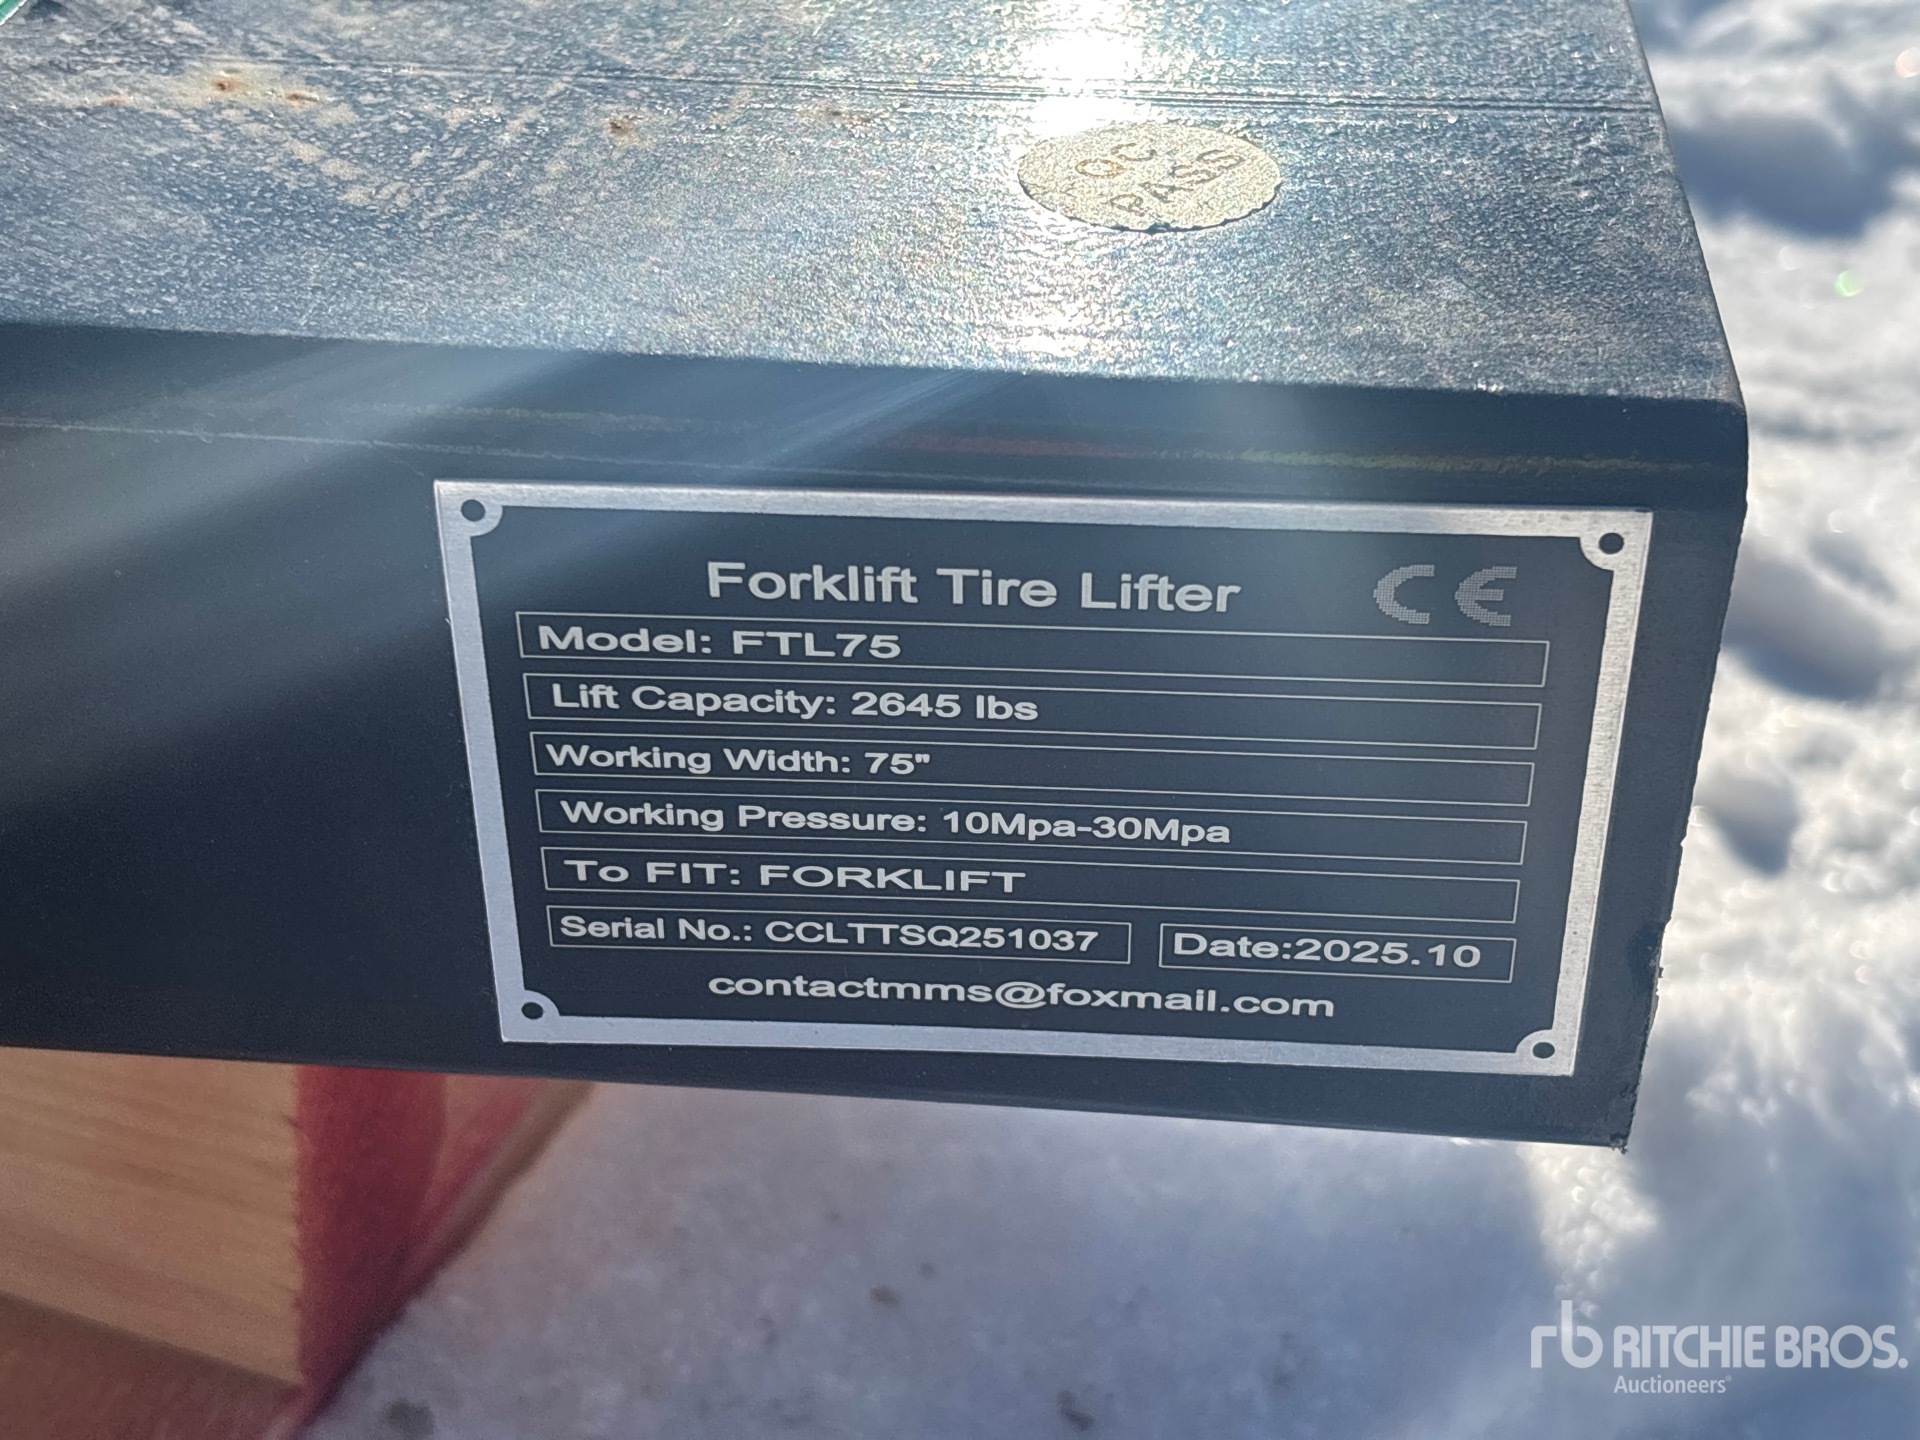 QC
PASS
Forklift Tire Lifter CE
Model: FTL75
Lift Capacity: 2645 lbs
Working Width: 75"
Working Pressure: 10Mpa-30Mpa
To FIT: FORKLIFT
Serial No.: CCLTTSQ251037 Date:2025.10
contactmms@foxmail.com
rb RITCHIE BROS.
Auctioneers